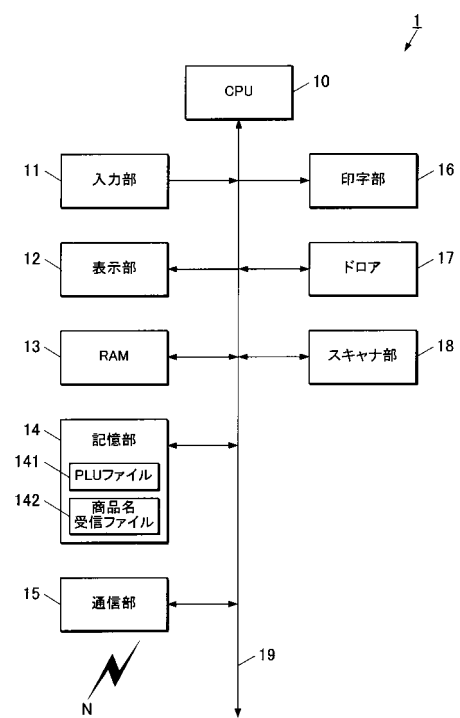 1
CPU
10
11
入力部
印字部
16
12
表示部
ドロア
17
13
RAM
スキャナ部
18
14
記憶部
141
PLUファイル
142
商品名
受信ファイル
15
通信部
N
19